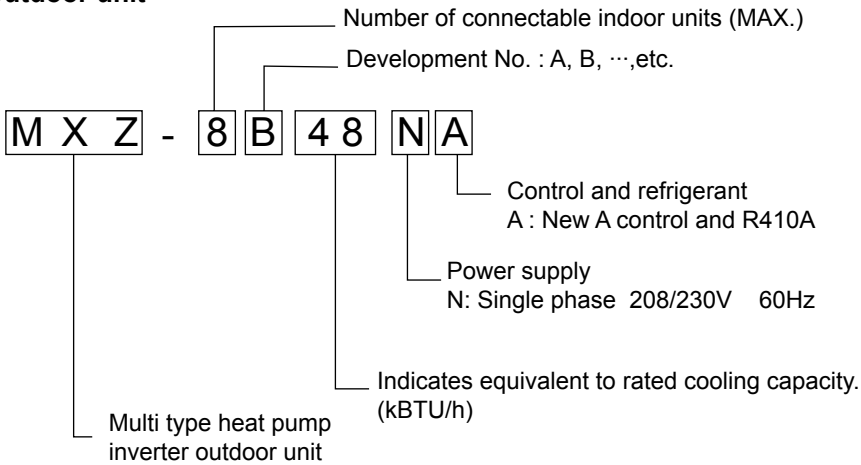 Number of connectable indoor units (MAX.)
Development No. : A, B, ···,etc.
M X Z - 8 B 4 8 N A
Control and refrigerant
A : New A control and R410A
Power supply
N: Single phase 208/230V 60Hz
Indicates equivalent to rated cooling capacity.
(kBTU/h)
Multi type heat pump
inverter outdoor unit